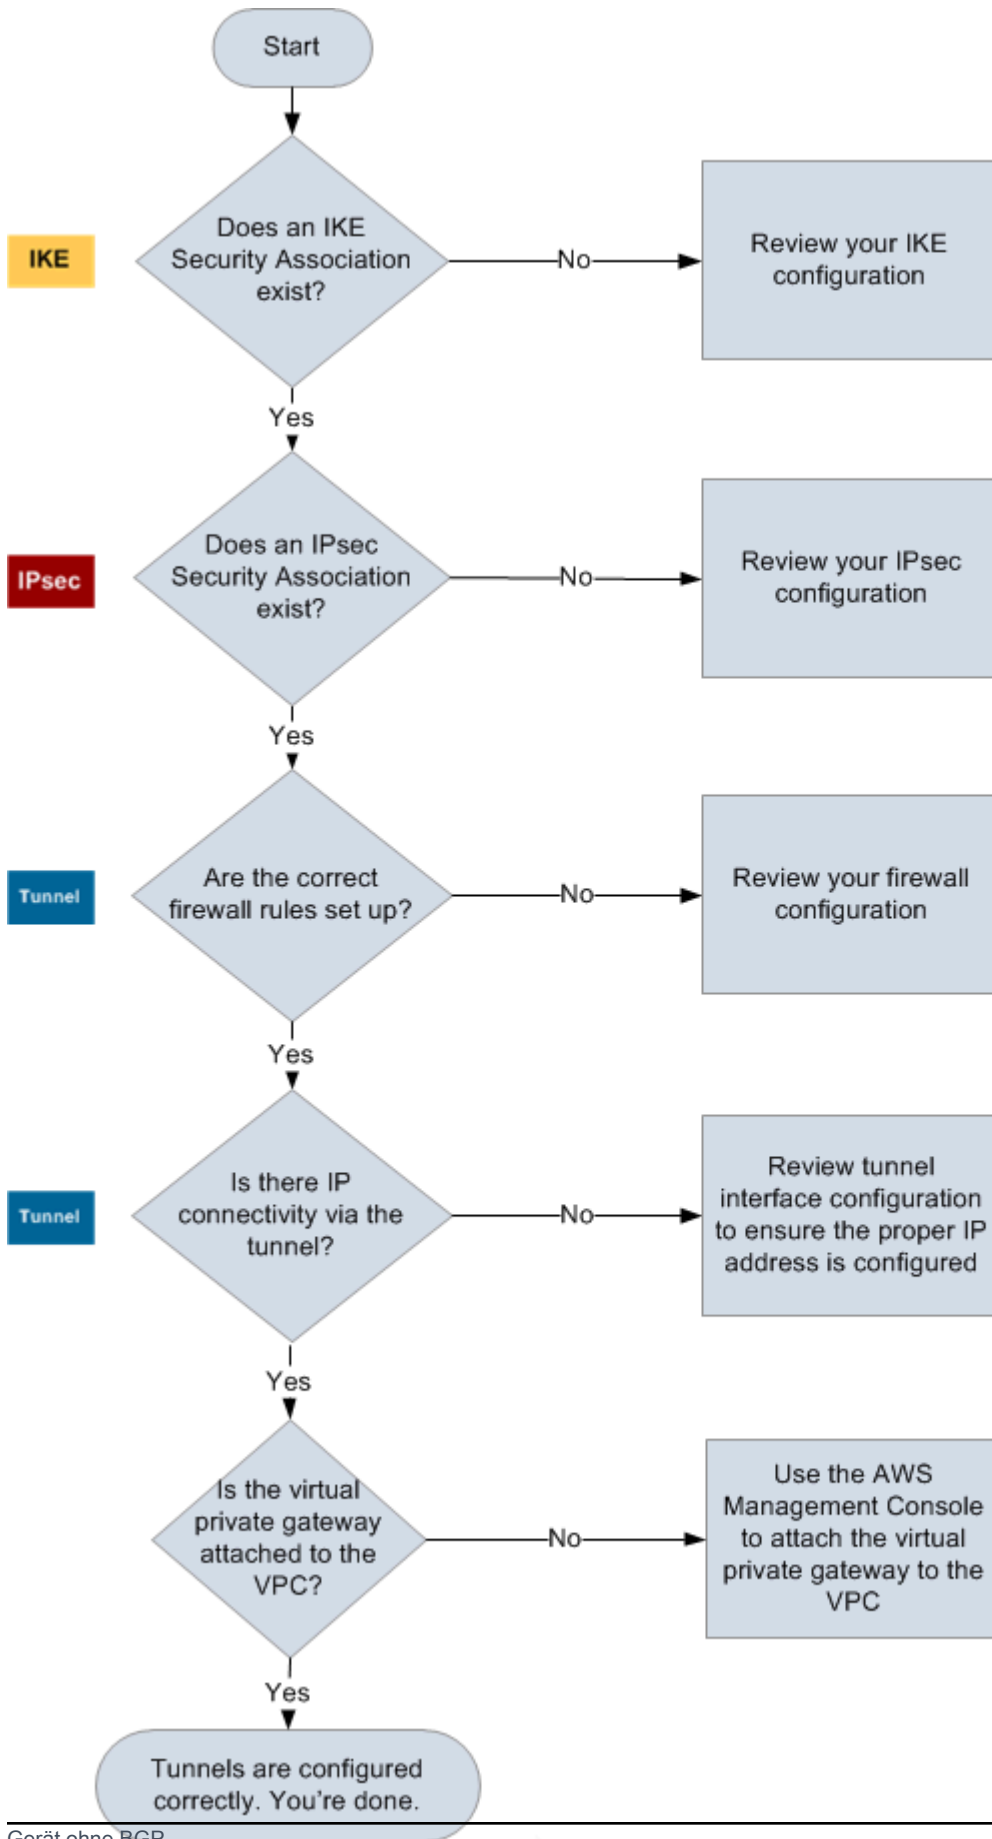 Start
IKE
Does an IKE
Security Association
exist?
No
Review your IKE
configuration
Yes
IPsec
Does an IPsec
Security Association
exist?
No
Review your IPsec
configuration
Yes
Tunnel
Are the correct
firewall rules set up?
No
Review your firewall
configuration
Yes
Tunnel
Is there IP
connectivity via the
tunnel?
No
Review tunnel
interface configuration
to ensure the proper IP
address is configured
Yes
Is the virtual
private gateway
attached to the
VPC?
No
Use the AWS
Management Console
to attach the virtual
private gateway to the
VPC
Yes
Tunnels are configured
correctly. You're done.
Gerät ohne BGP